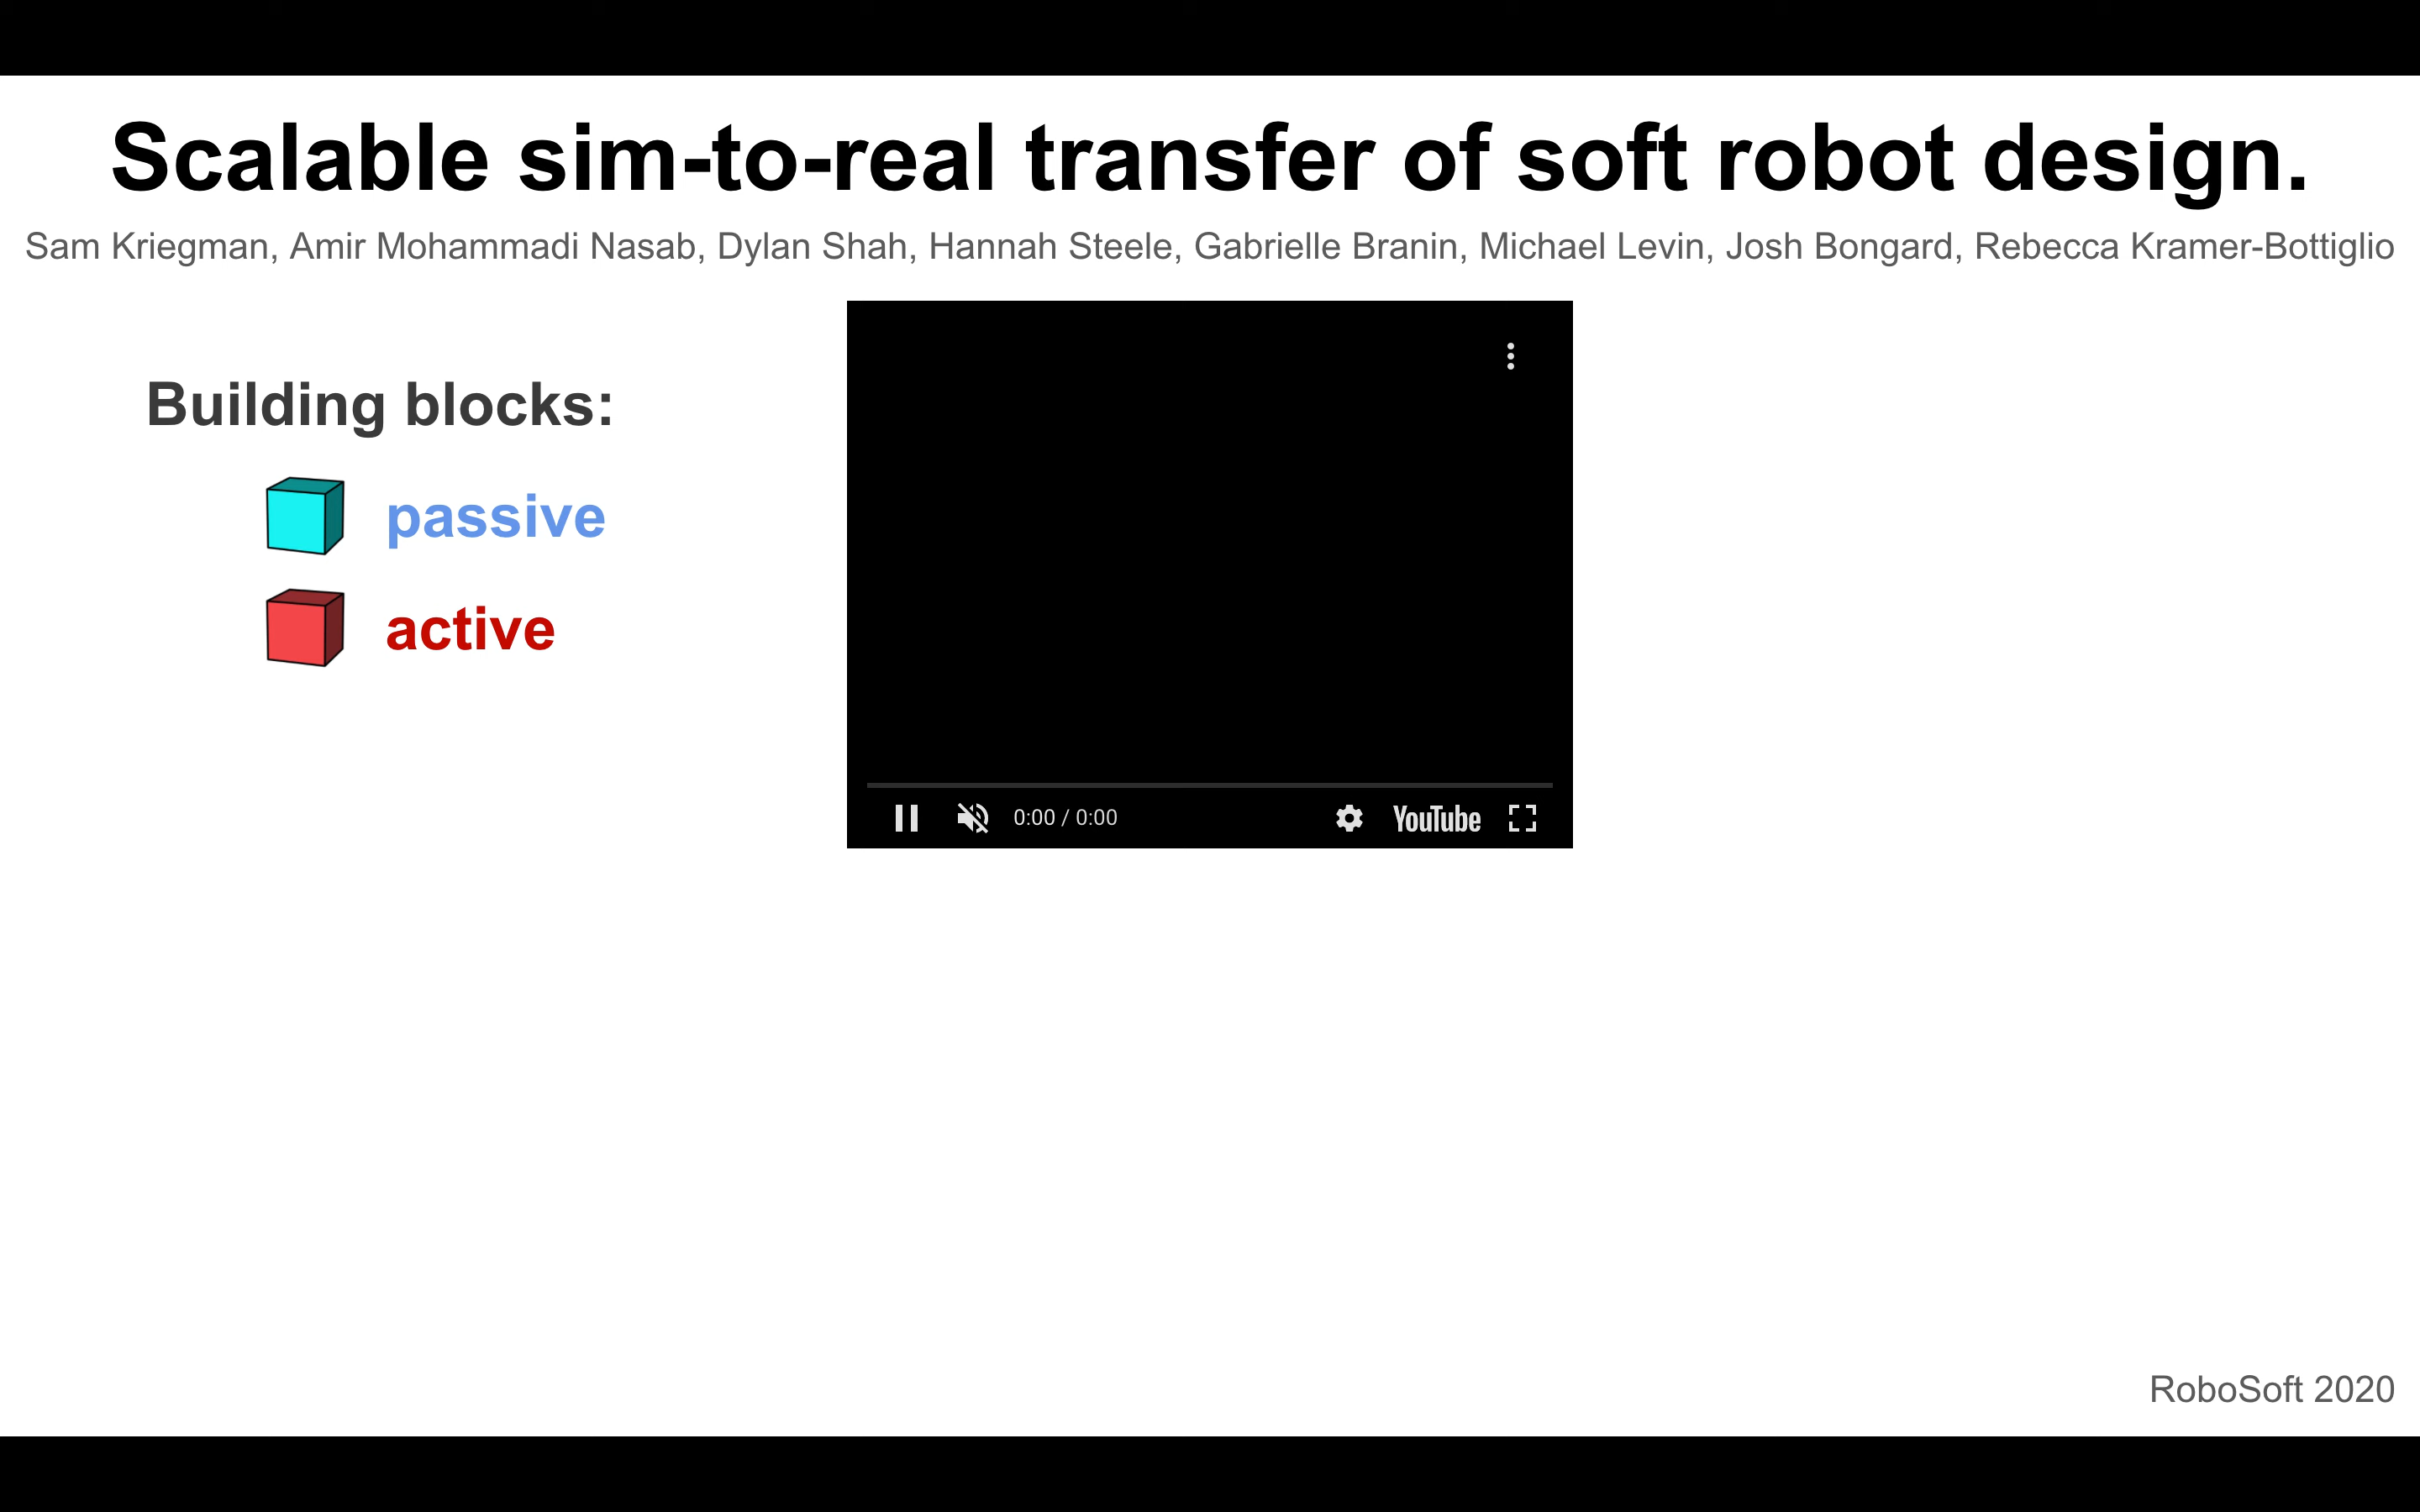 Scalable sim-to-real transfer of soft robot design.
Sam Kriegman, Amir Mohammadi Nasab, Dylan Shah, Hannah Steele, Gabrielle Branin, Michael Levin, Josh Bongard, Rebecca Kramer-Bottiglio
Building blocks:
passive
active
0:00 / 0:00
YouTube
RoboSoft 2020